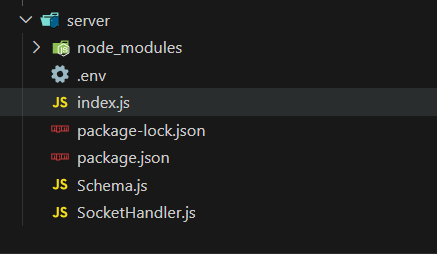 server
node_modules
.env
JS index.js
package-lock.json
package.json
JS Schema.js
JS SocketHandler.js